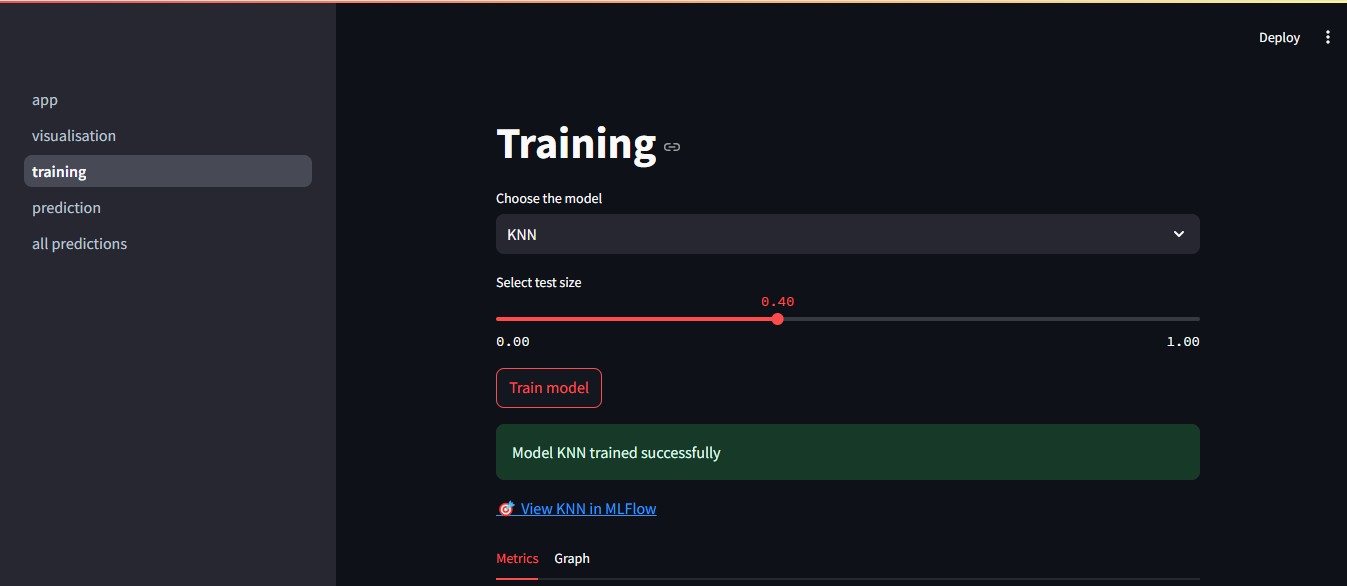 Deploy
app
visualisation
training
prediction
all predictions
Training
Choose the model
KNN
Select test size
0.40
0.00 1.00
Train model
Model KNN trained successfully
🎯 View KNN in MLFlow
Metrics Graph